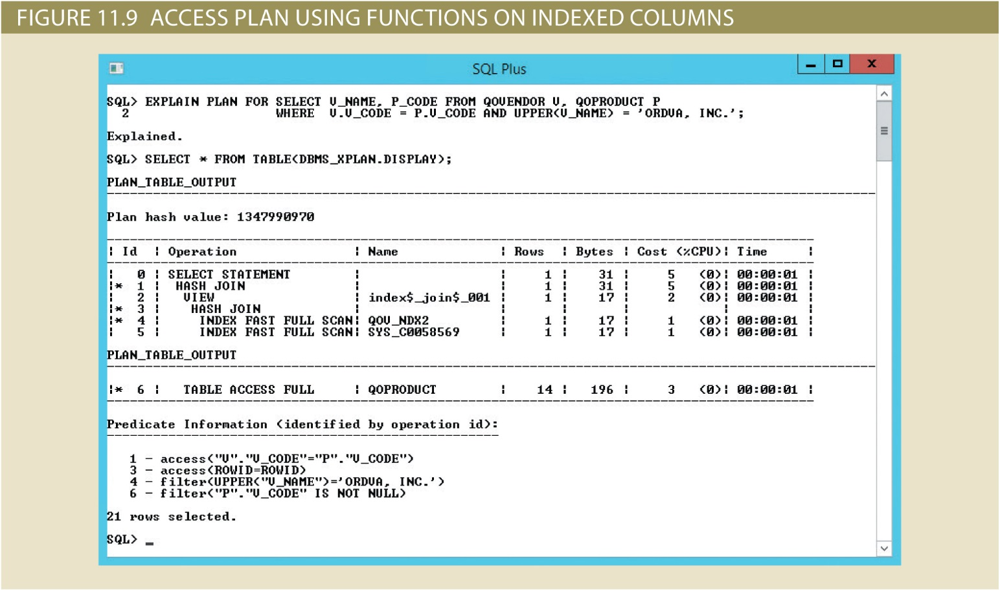 FIGURE 11.9 ACCESS PLAN USING FUNCTIONS ON INDEXED COLUMNS
SQL Plus
SQL> EXPLAIN PLAN FOR SELECT V_NAME, P_CODE FROM QOVENDOR V, QOPRODUCT P
2 WHERE V.V_CODE = P.V_CODE AND UPPER(V_NAME) = 'ORDVA, INC.';
Explained.
SQL> SELECT * FROM TABLE(DBMS_XPLAN.DISPLAY);
PLAN_TABLE_OUTPUT
Plan hash value: 1347990970
| Id | Operation | Name | Rows | Bytes | Cost (%CPU)| Time |
| 0 | SELECT STATEMENT | | 1 | 31 | 5 (0)| 00:00:01 |
|* 1 | HASH JOIN | | 1 | 31 | 5 (0)| 00:00:01 |
| 2 | VIEW | index$_join$_001 | 1 | 17 | 2 (0)| 00:00:01 |
|* 3 | HASH JOIN | | | | | |
|* 4 | INDEX FAST FULL SCAN| QOV_NDX2 | 1 | 17 | 1 (0)| 00:00:01 |
| 5 | INDEX FAST FULL SCAN| SYS_C0058569 | 1 | 17 | 1 (0)| 00:00:01 |
PLAN_TABLE_OUTPUT
|* 6 | TABLE ACCESS FULL | QOPRODUCT | 14 | 196 | 3 (0)| 00:00:01 |
Predicate Information (identified by operation id):
1 - access("V"."V_CODE"="P"."V_CODE")
3 - access(ROWID=ROWID)
4 - filter(UPPER("V_NAME")='ORDVA, INC.')
6 - filter("P"."V_CODE" IS NOT NULL)
21 rows selected.
SQL> _